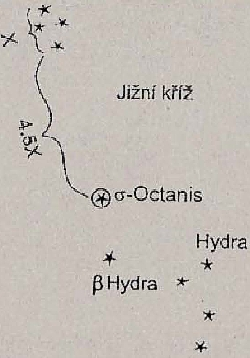 X
Jižní kříž
4.5X
σ-Octanis
Hydra
β Hydra